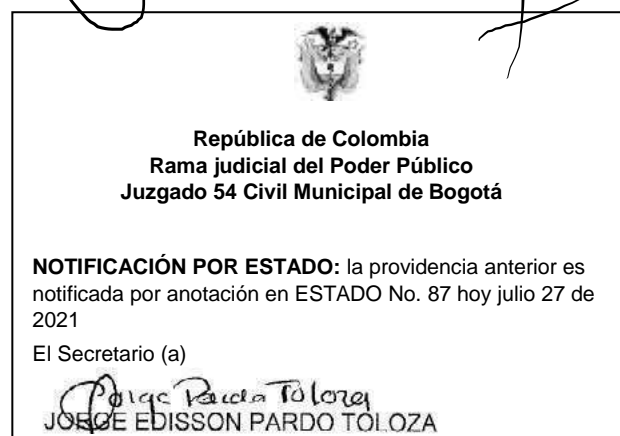 República de Colombia
Rama judicial del Poder Público
Juzgado 54 Civil Municipal de Bogotá
NOTIFICACIÓN POR ESTADO: la providencia anterior es
notificada por anotación en ESTADO No. 87 hoy julio 27 de
2021
El Secretario (a)
Jorge Pardo Toloza
JORGE EDISSON PARDO TOLOZA